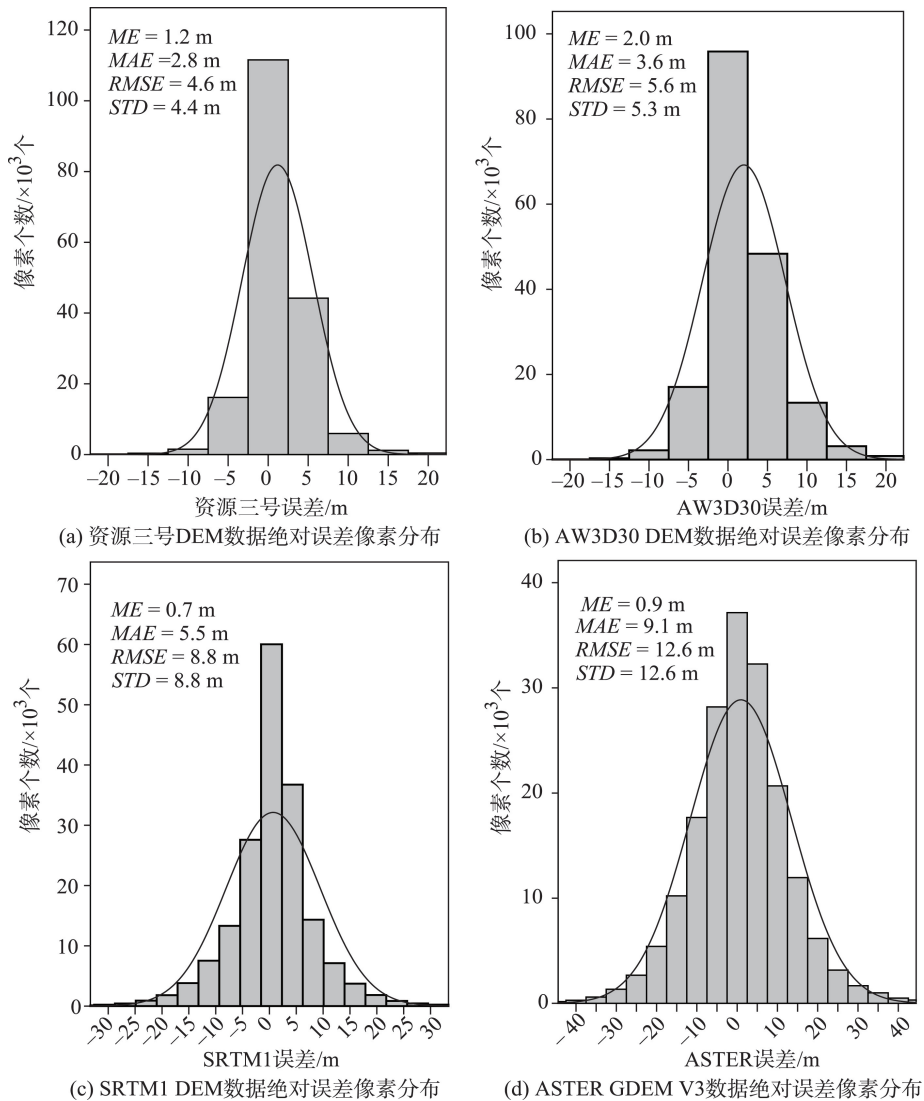 120
100
80
60
40
20
0
像素个数/×10³个
ME = 1.2 m
MAE =2.8 m
RMSE = 4.6 m
STD = 4.4 m
−20 −15 −10 −5 0 5 10 15 20
资源三号误差/m
(a) 资源三号DEM数据绝对误差像素分布
100
80
60
40
20
0
像素个数/×10³个
ME = 2.0 m
MAE = 3.6 m
RMSE = 5.6 m
STD = 5.3 m
−20 −15 −10 −5 0 5 10 15 20
AW3D30误差/m
(b) AW3D30 DEM数据绝对误差像素分布
70
60
50
40
30
20
10
0
像素个数/×10³个
ME = 0.7 m
MAE = 5.5 m
RMSE = 8.8 m
STD = 8.8 m
−30 −25 −20 −15 −10 −5 0 5 10 15 20 25 30
SRTM1误差/m
(c) SRTM1 DEM数据绝对误差像素分布
40
30
20
10
0
像素个数/×10³个
ME = 0.9 m
MAE = 9.1 m
RMSE = 12.6 m
STD = 12.6 m
−40 −30 −20 −10 0 10 20 30 40
ASTER误差/m
(d) ASTER GDEM V3数据绝对误差像素分布